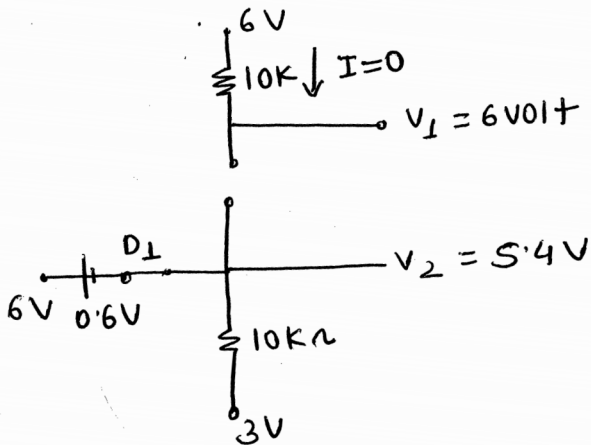 6V
10K ↓ I=0
V1 = 6Volt
D1
6V 0.6V
V2 = 5.4V
10KΩ
3V